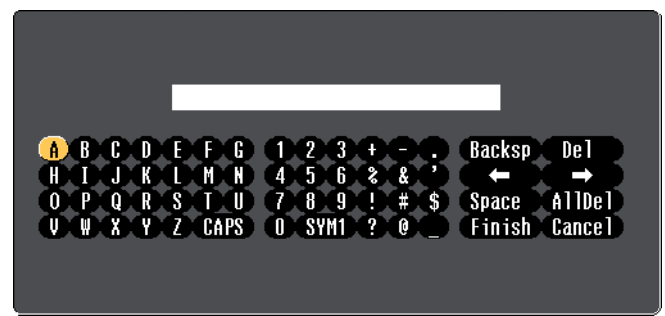 A B C D E F G 1 2 3 + - . Backsp Del
H I J K L M N 4 5 6 % & ' ← →
O P Q R S T U 7 8 9 ! # $ Space AllDel
V W X Y Z CAPS 0 SYM1 ? @ _ Finish Cancel